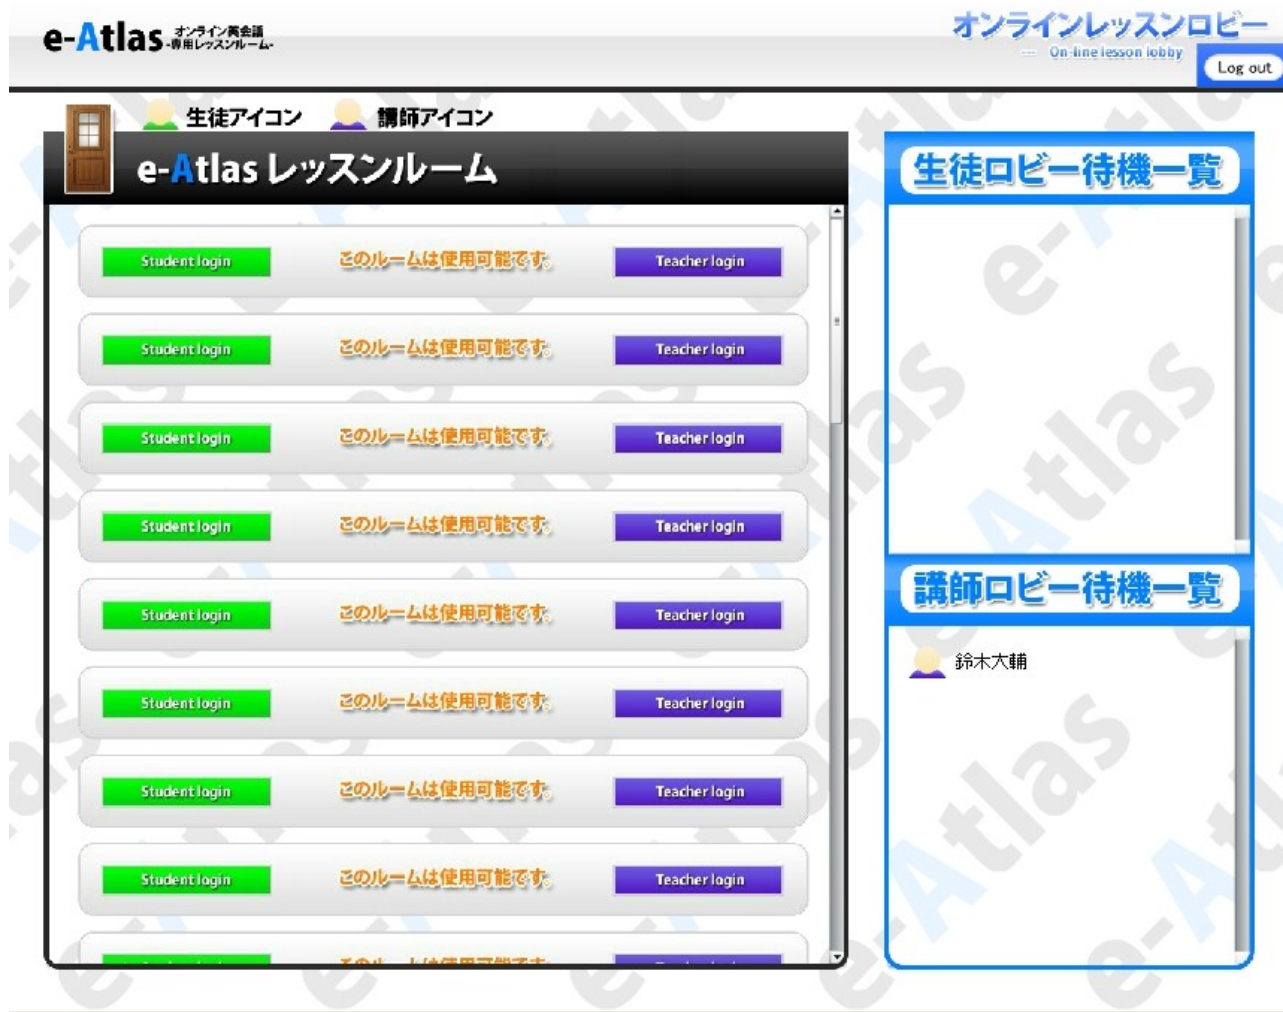 e-Atlas オンライン英会話
-専用レッスンルーム-
オンラインレッスンロビー
--- On-line lesson lobby
Log out
生徒アイコン 講師アイコン
e-Atlas レッスンルーム
Student login このルームは使用可能です。 Teacher login
Student login このルームは使用可能です。 Teacher login
Student login このルームは使用可能です。 Teacher login
Student login このルームは使用可能です。 Teacher login
Student login このルームは使用可能です。 Teacher login
Student login このルームは使用可能です。 Teacher login
Student login このルームは使用可能です。 Teacher login
Student login このルームは使用可能です。 Teacher login
生徒ロビー待機一覧
講師ロビー待機一覧
鈴木大輔